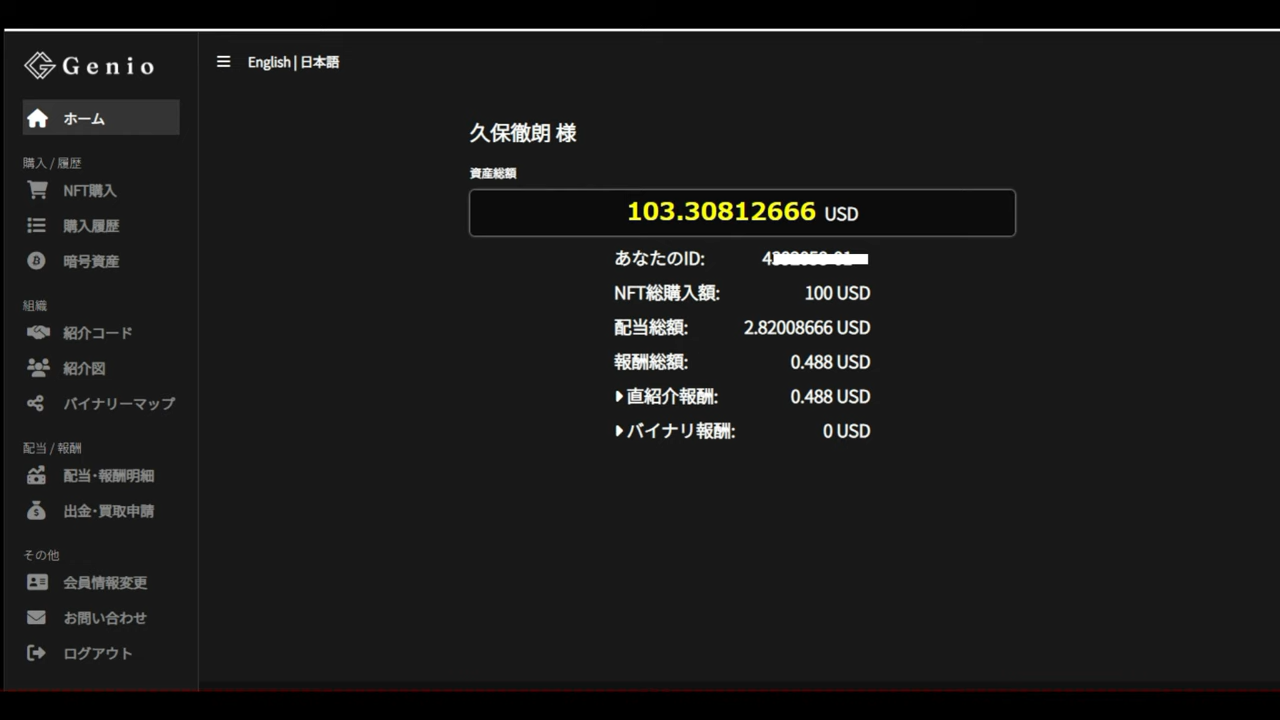 Genio
ホーム
購入 / 履歴
NFT購入
購入履歴
暗号資産
組織
紹介コード
紹介図
バイナリーマップ
配当 / 報酬
配当･報酬明細
出金･買取申請
その他
会員情報変更
お問い合わせ
ログアウト
English | 日本語
久保徹朗 様
資産総額
103.30812666 USD
あなたのID:
NFT総購入額: 100 USD
配当総額: 2.82008666 USD
報酬総額: 0.488 USD
直紹介報酬: 0.488 USD
バイナリ報酬: 0 USD